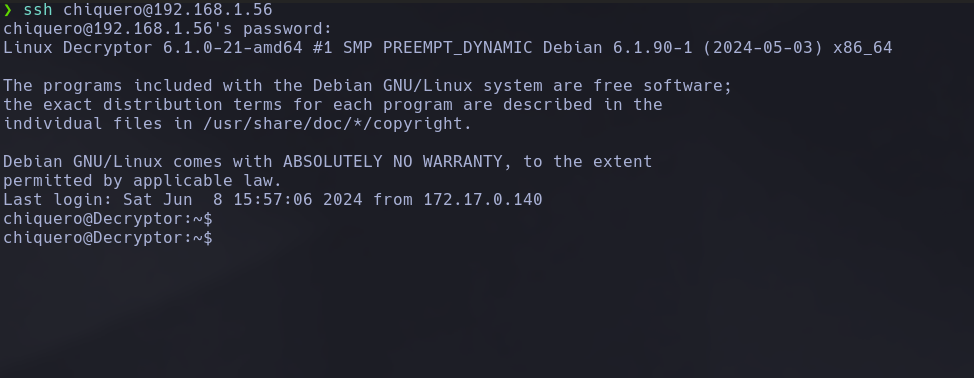 ❯ ssh chiquero@192.168.1.56
chiquero@192.168.1.56's password:
Linux Decryptor 6.1.0-21-amd64 #1 SMP PREEMPT_DYNAMIC Debian 6.1.90-1 (2024-05-03) x86_64
The programs included with the Debian GNU/Linux system are free software;
the exact distribution terms for each program are described in the
individual files in /usr/share/doc/*/copyright.
Debian GNU/Linux comes with ABSOLUTELY NO WARRANTY, to the extent
permitted by applicable law.
Last login: Sat Jun  8 15:57:06 2024 from 172.17.0.140
chiquero@Decryptor:~$
chiquero@Decryptor:~$